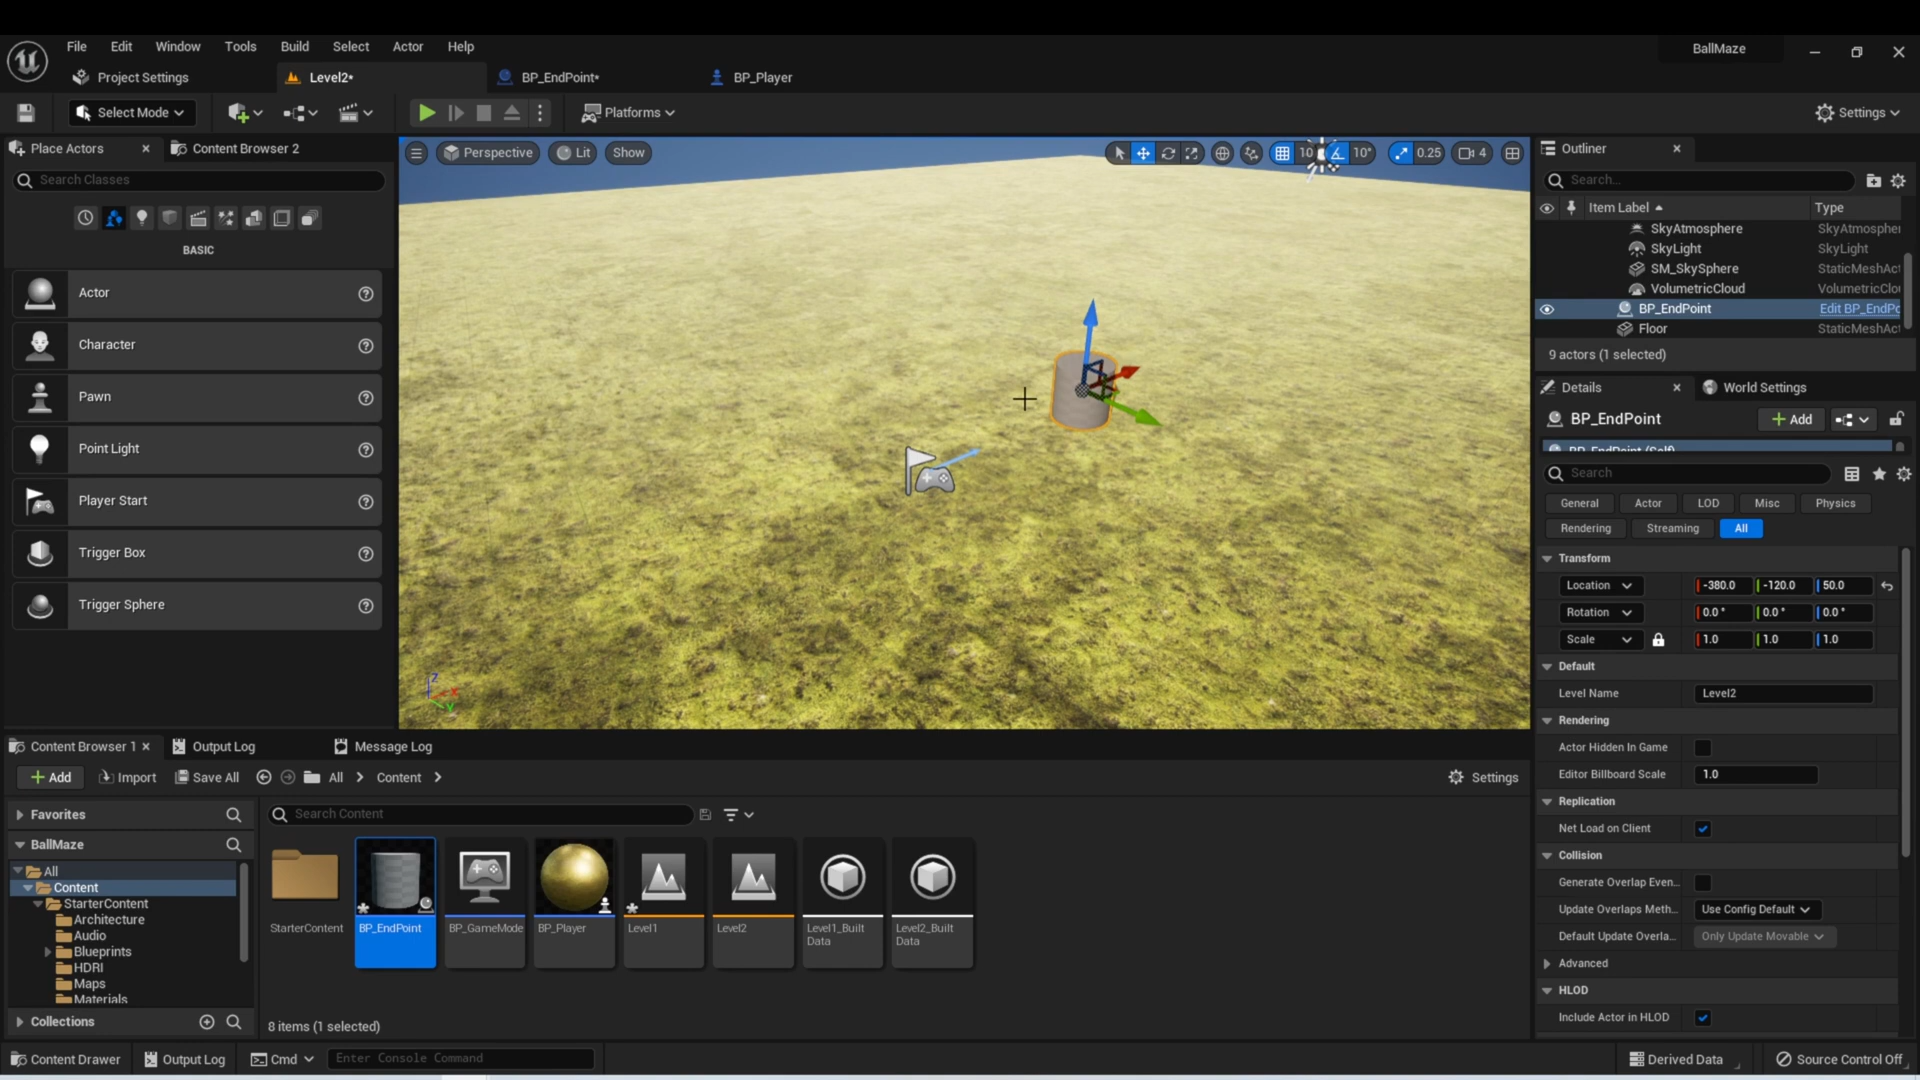 File Edit Window Tools Build Select Actor Help
BallMaze
Project Settings
Level2*
BP_EndPoint*
BP_Player
Select Mode
Platforms
Settings
Place Actors
Content Browser 2
Search Classes
BASIC
Actor
Character
Pawn
Point Light
Player Start
Trigger Box
Trigger Sphere
Perspective
Lit
Show
10
10°
0.25
4
Z
X
Y
Outliner
Search...
Item Label
Type
SkyAtmosphere SkyAtmospher
SkyLight SkyLight
SM_SkySphere StaticMeshAct
VolumetricCloud VolumetricClou
BP_EndPoint Edit BP_EndPo
Floor StaticMeshAct
9 actors (1 selected)
Details
World Settings
BP_EndPoint
Add
BP_EndPoint (Self)
Search
General Actor LOD Misc Physics
Rendering Streaming All
Transform
Location -380.0 -120.0 50.0
Rotation 0.0 ° 0.0 ° 0.0 °
Scale 1.0 1.0 1.0
Default
Level Name Level2
Rendering
Actor Hidden In Game
Editor Billboard Scale 1.0
Replication
Net Load on Client
Collision
Generate Overlap Even...
Update Overlaps Meth... Use Config Default
Default Update Overla... Only Update Movable
Advanced
HLOD
Include Actor in HLOD
Content Browser 1
Output Log
Message Log
Add
Import
Save All
All
Content
Settings
Favorites
BallMaze
All
Content
StarterContent
Architecture
Audio
Blueprints
HDRI
Maps
Materials
Collections
Search Content
StarterContent
BP_EndPoint
BP_GameMode
BP_Player
Level1
Level2
Level1_Built
Data
Level2_Built
Data
8 items (1 selected)
Content Drawer
Output Log
Cmd
Enter Console Command
Derived Data
Source Control Off